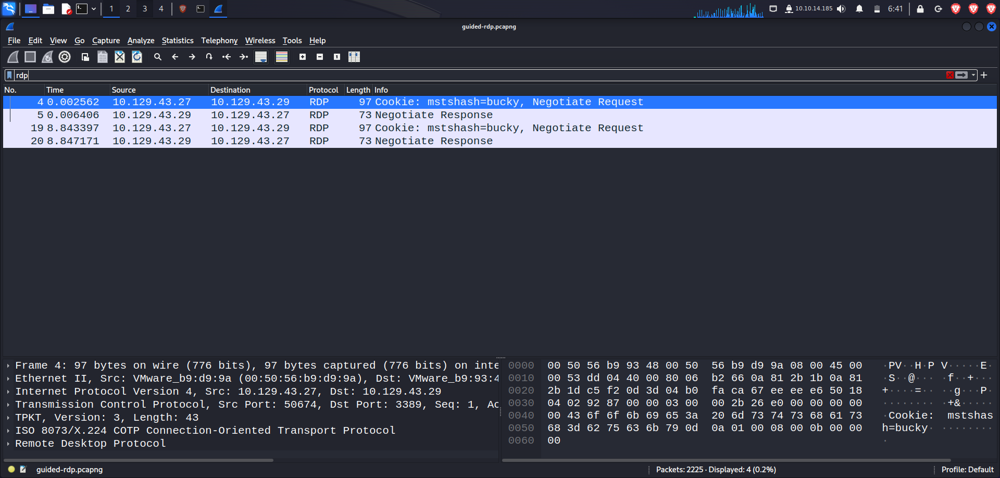 1 2 3 4 10.10.14.185 6:41
guided-rdp.pcapng
File Edit View Go Capture Analyze Statistics Telephony Wireless Tools Help
rdp
No. Time Source Destination Protocol Length Info
4 0.002562 10.129.43.27 10.129.43.29 RDP 97 Cookie: mstshash=bucky, Negotiate Request
5 0.006406 10.129.43.29 10.129.43.27 RDP 73 Negotiate Response
19 8.843397 10.129.43.27 10.129.43.29 RDP 97 Cookie: mstshash=bucky, Negotiate Request
20 8.847171 10.129.43.29 10.129.43.27 RDP 73 Negotiate Response
Frame 4: 97 bytes on wire (776 bits), 97 bytes captured (776 bits) on inte
Ethernet II, Src: VMware_b9:d9:9a (00:50:56:b9:d9:9a), Dst: VMware_b9:93:4
Internet Protocol Version 4, Src: 10.129.43.27, Dst: 10.129.43.29
Transmission Control Protocol, Src Port: 50674, Dst Port: 3389, Seq: 1, Ac
TPKT, Version: 3, Length: 43
ISO 8073/X.224 COTP Connection-Oriented Transport Protocol
Remote Desktop Protocol
0000 00 50 56 b9 93 48 00 50 56 b9 d9 9a 08 00 45 00 ·PV··H·P V·····E·
0010 00 53 dd 04 40 00 80 06 b2 66 0a 81 2b 1b 0a 81 ·S··@··· ·f··+···
0020 2b 1d c5 f2 0d 3d 04 b0 fa ca 67 ee ee e6 50 18 +····=·· ··g···P·
0030 04 02 92 87 00 00 03 00 00 2b 26 e0 00 00 00 00 ········ ·+&·····
0040 00 43 6f 6f 6b 69 65 3a 20 6d 73 74 73 68 61 73 ·Cookie: mstshas
0050 68 3d 62 75 63 6b 79 0d 0a 01 00 08 00 0b 00 00 h=bucky· ········
0060 00 ·
guided-rdp.pcapng Packets: 2225 · Displayed: 4 (0.2%) Profile: Default